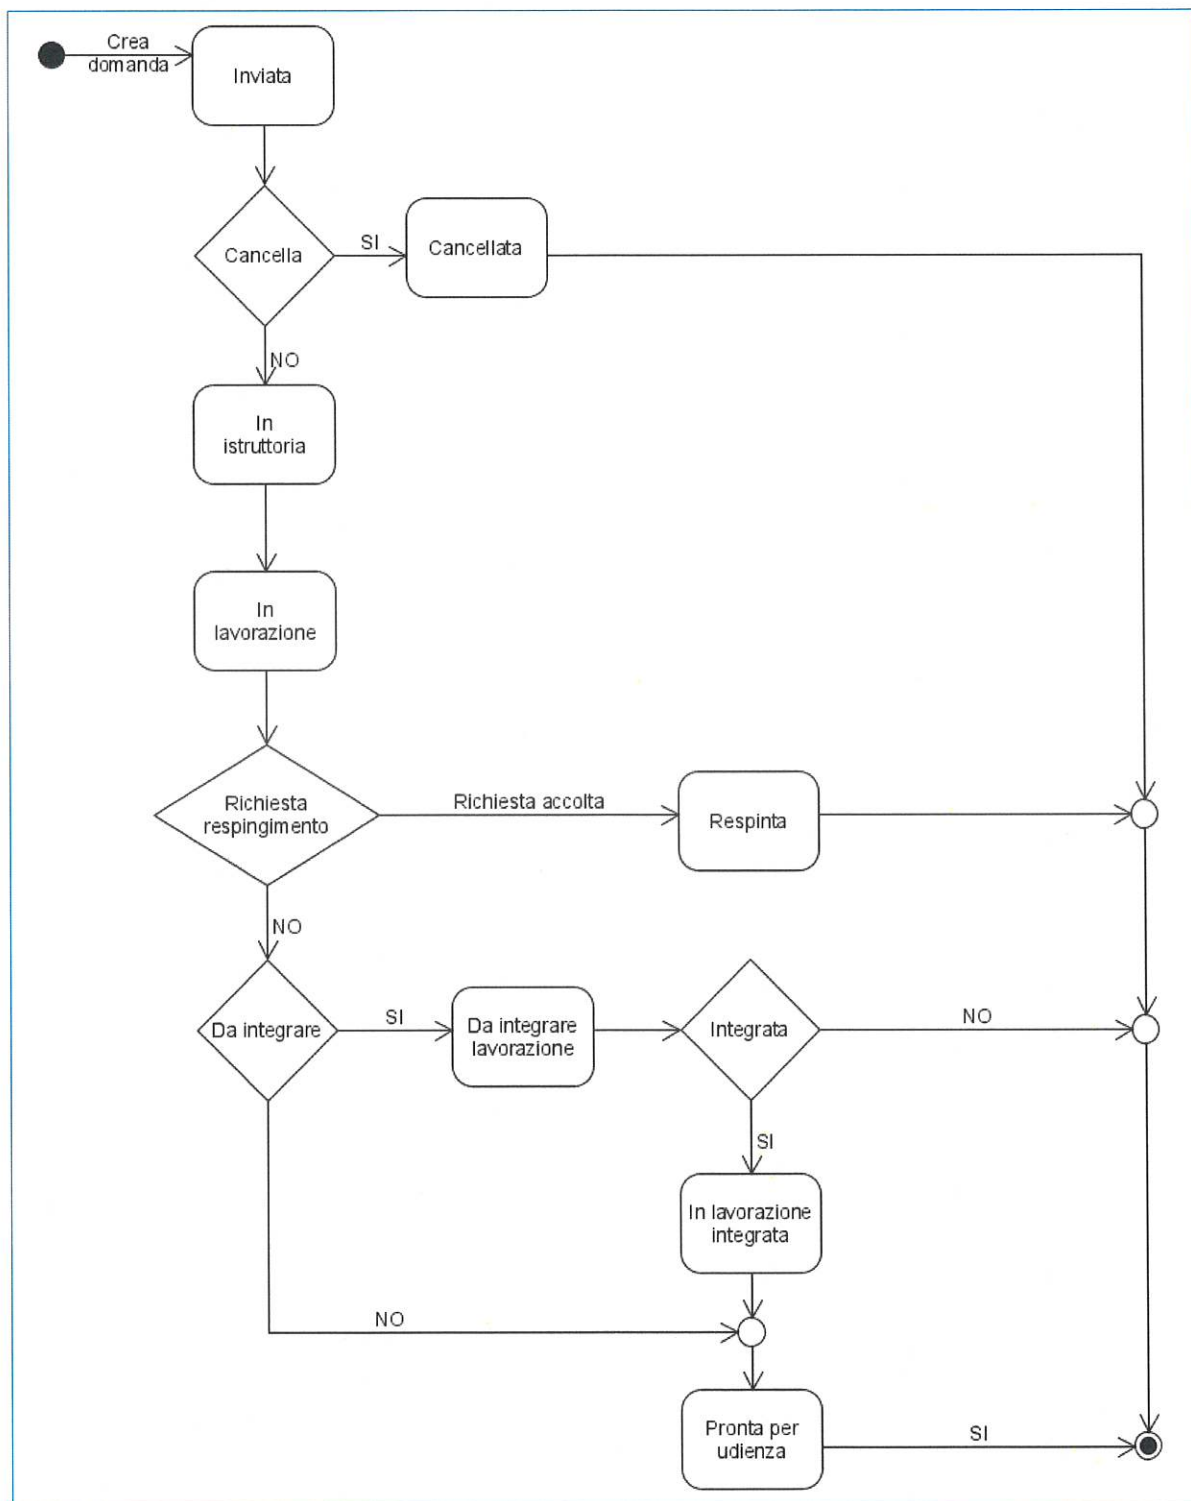 Crea
domanda
Inviata
Cancella
SI
Cancellata
NO
In
istruttoria
In
lavorazione
Richiesta
respingimento
Richiesta accolta
Respinta
NO
Da integrare
SI
Da integrare
lavorazione
Integrata
NO
SI
In lavorazione
integrata
NO
Pronta per
udienza
SI